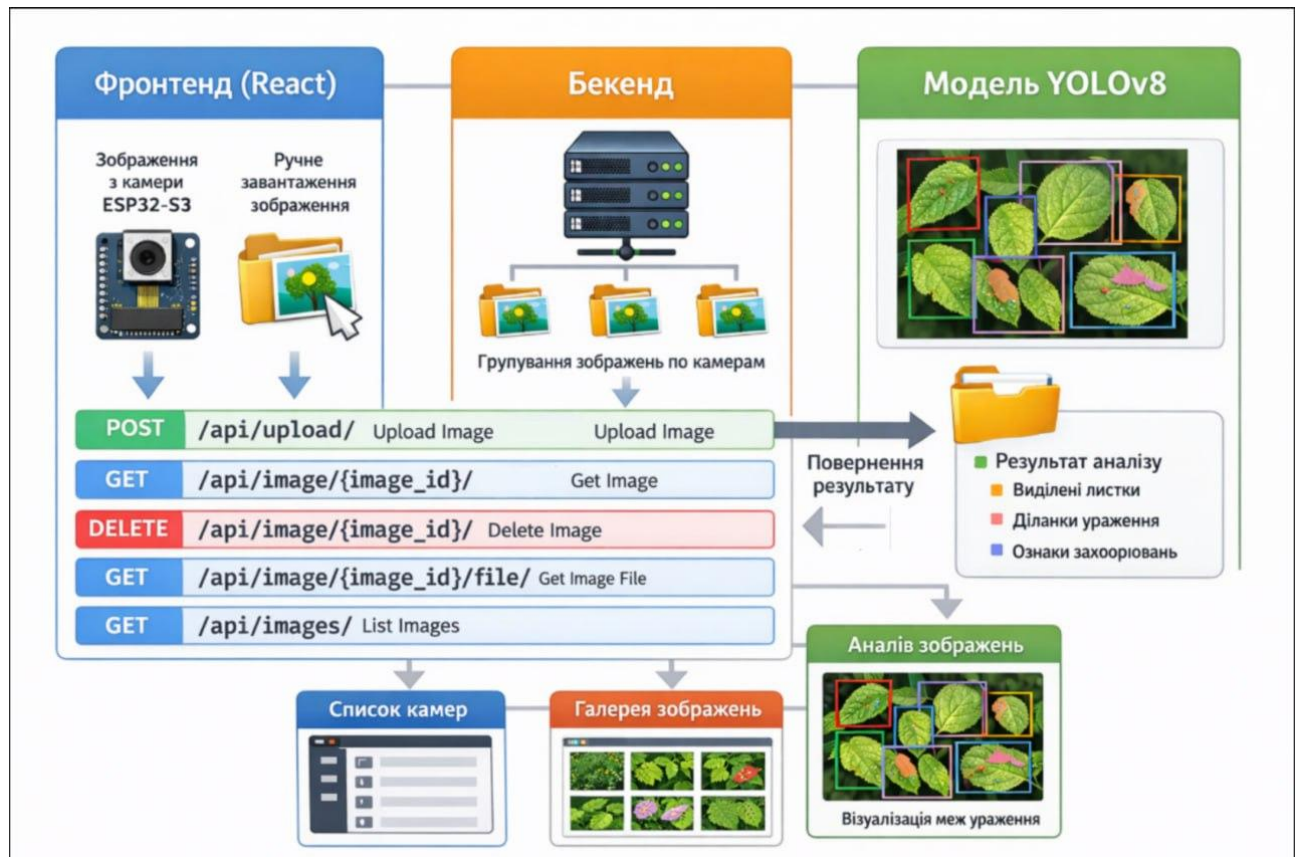 Фронтенд (React)
Бекенд
Модель YOLOv8
Зображення
з камери
ESP32-S3
Ручне
завантаження
зображення
Групування зображень по камерам
POST /api/upload/ Upload Image Upload Image
GET /api/image/{image_id}/ Get Image
DELETE /api/image/{image_id}/ Delete Image
GET /api/image/{image_id}/file/ Get Image File
GET /api/images/ List Images
Повернення
результату
Результат аналізу
Виділені листки
Діланки ураження
Ознаки захоорювань
Список камер
Галерея зображень
Аналів зображень
Візуалізація меж ураження